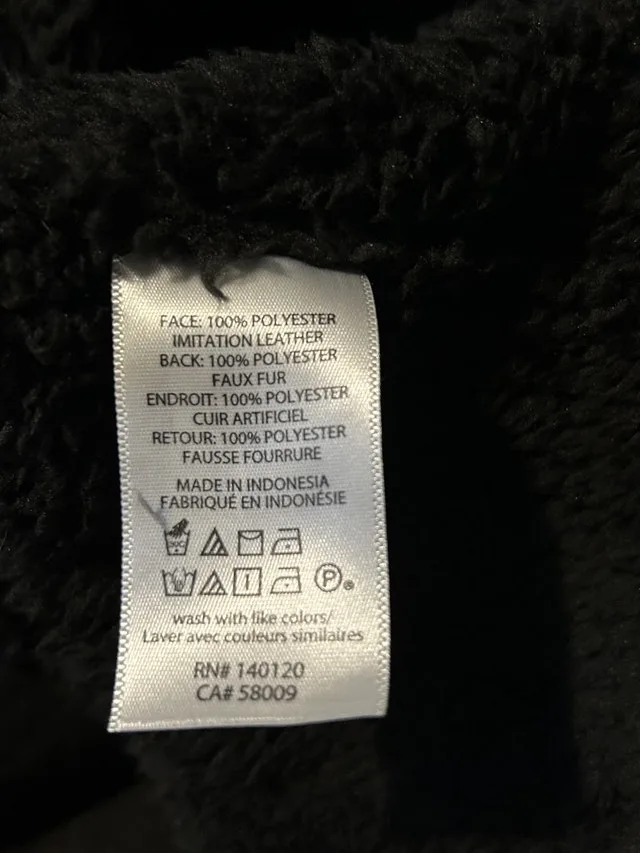 FACE: 100% POLYESTER
IMITATION LEATHER
BACK: 100% POLYESTER
FAUX FUR
ENDROIT: 100% POLYESTER
CUIR ARTIFICIEL
RETOUR: 100% POLYESTER
FAUSSE FOURRURE
MADE IN INDONESIA
FABRIQUÉ EN INDONÉSIE
P
wash with like colors/
Laver avec couleurs similaires
RN# 140120
CA# 58009